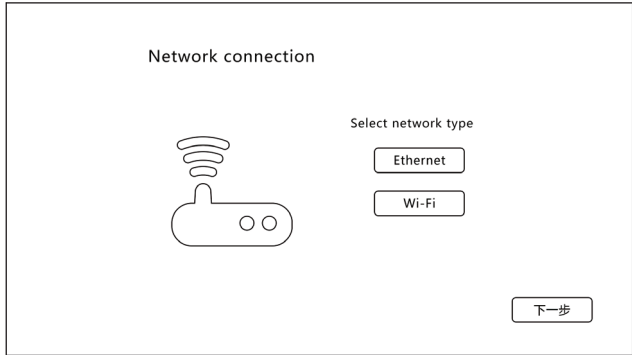 Network connection
Select network type
Ethernet
Wi-Fi
下一步